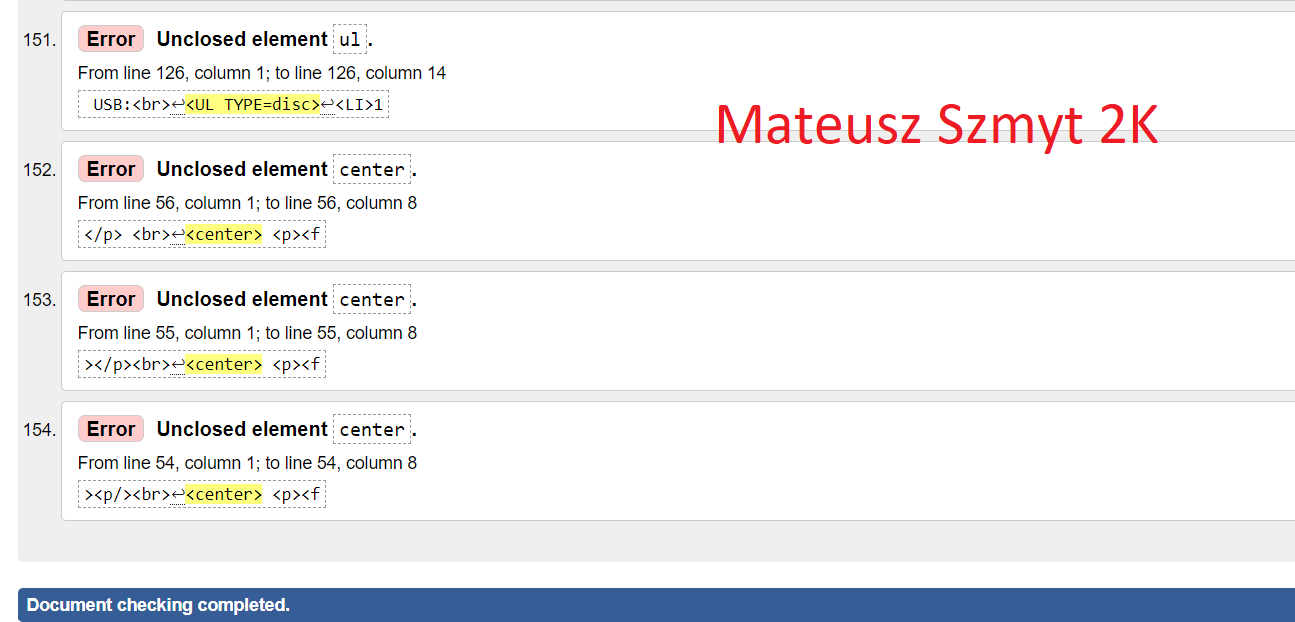 151. Error Unclosed element ul.
From line 126, column 1; to line 126, column 14
USB:<br>↩<UL TYPE=disc>↩<LI>1
Mateusz Szmyt 2K
152. Error Unclosed element center.
From line 56, column 1; to line 56, column 8
</p> <br>↩<center> <p><f
153. Error Unclosed element center.
From line 55, column 1; to line 55, column 8
></p><br>↩<center> <p><f
154. Error Unclosed element center.
From line 54, column 1; to line 54, column 8
><p/><br>↩<center> <p><f
Document checking completed.